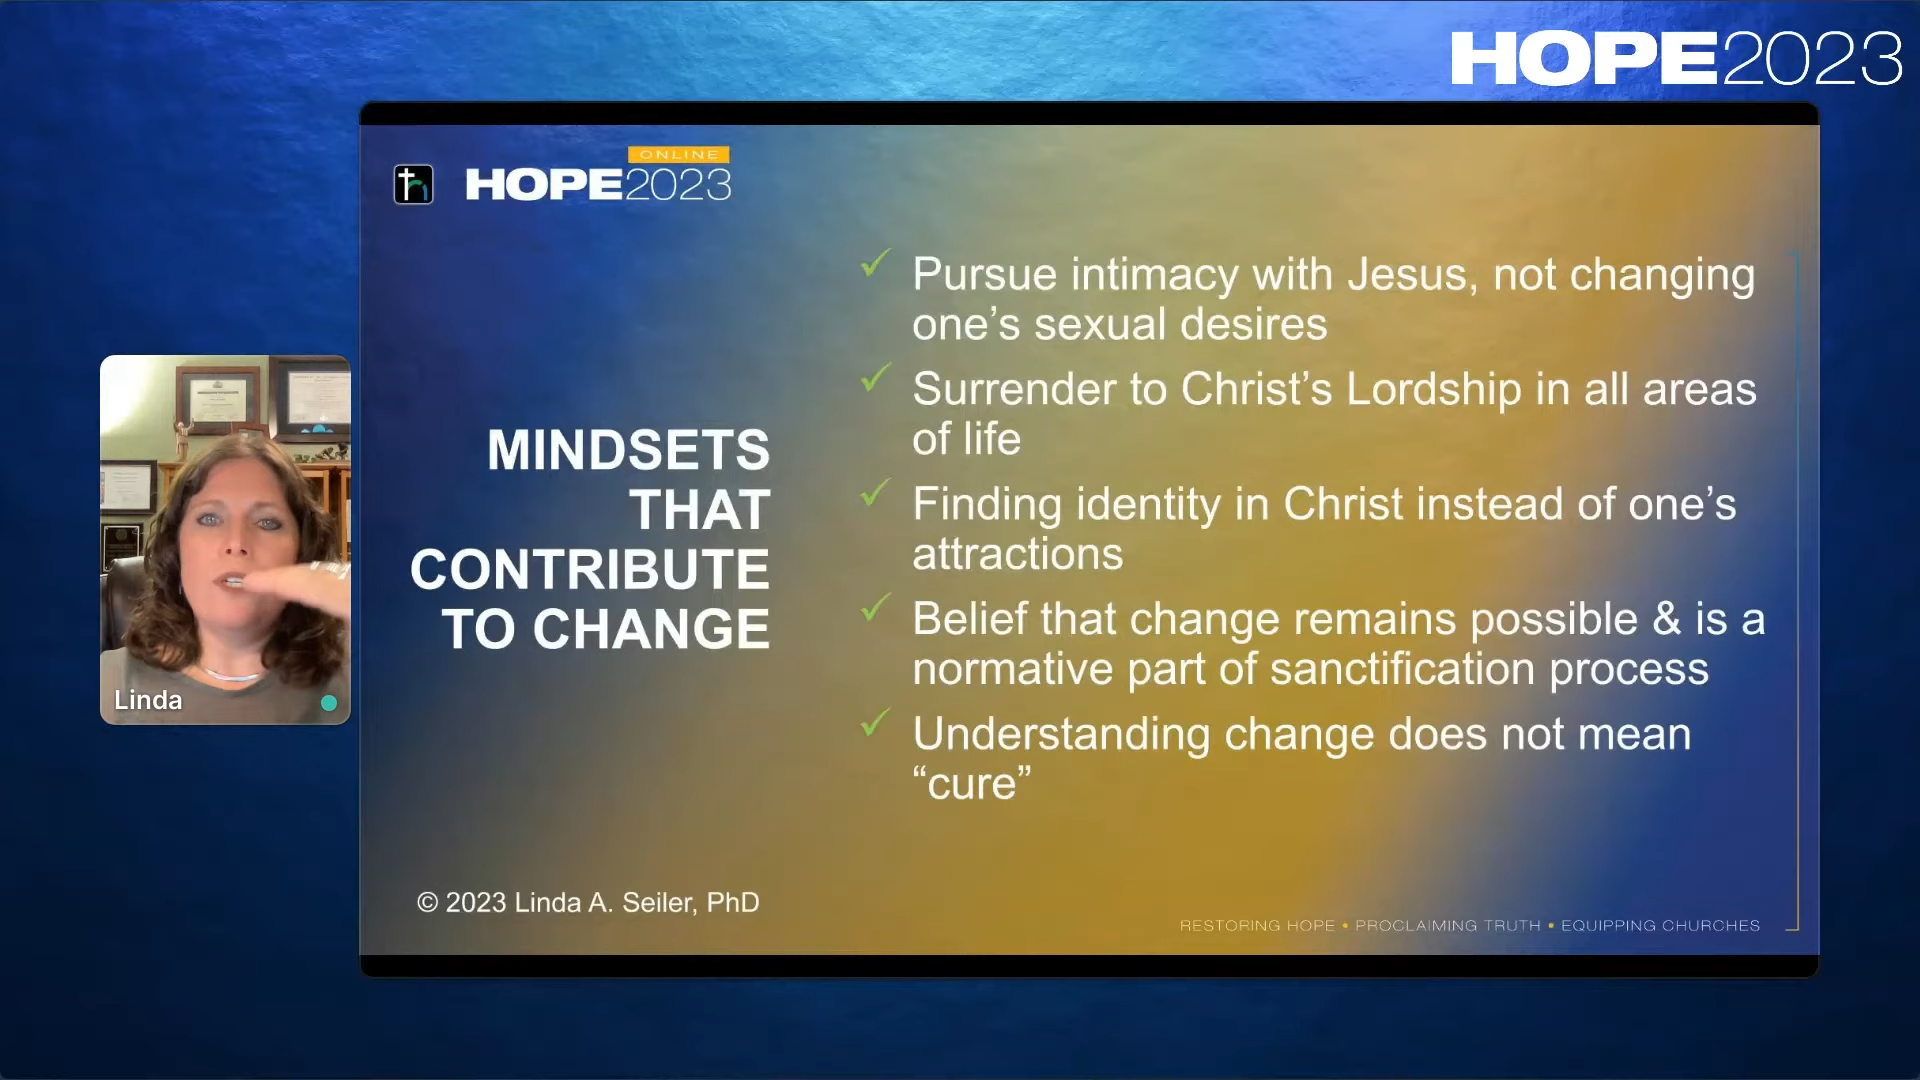 HOPE2023
ONLINE
HOPE2023
MINDSETS
THAT
CONTRIBUTE
TO CHANGE
✓ Pursue intimacy with Jesus, not changing
one’s sexual desires
✓ Surrender to Christ’s Lordship in all areas
of life
✓ Finding identity in Christ instead of one’s
attractions
✓ Belief that change remains possible & is a
normative part of sanctification process
✓ Understanding change does not mean
“cure”
Linda
© 2023 Linda A. Seiler, PhD
RESTORING HOPE • PROCLAIMING TRUTH • EQUIPPING CHURCHES